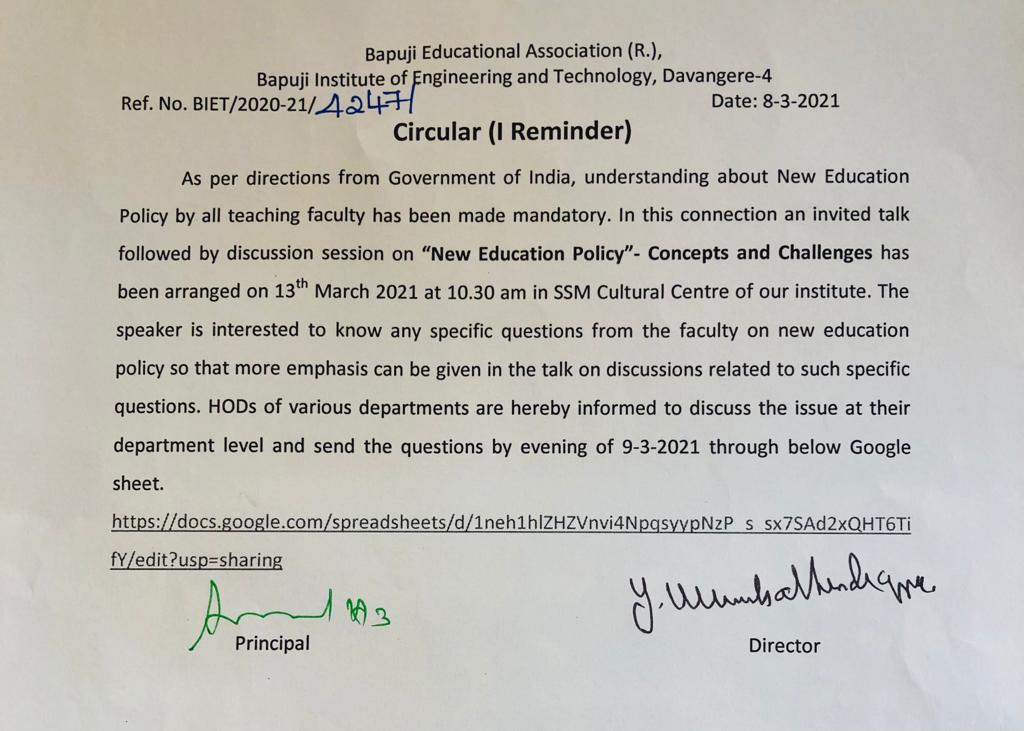 Bapuji Educational Association (R.),
Bapuji Institute of Engineering and Technology, Davangere-4
Ref. No. BIET/2020-21/4247/ Date: 8-3-2021
Circular (I Reminder)
As per directions from Government of India, understanding about New Education
Policy by all teaching faculty has been made mandatory. In this connection an invited talk
followed by discussion session on “New Education Policy”- Concepts and Challenges has
been arranged on 13th March 2021 at 10.30 am in SSM Cultural Centre of our institute. The
speaker is interested to know any specific questions from the faculty on new education
policy so that more emphasis can be given in the talk on discussions related to such specific
questions. HODs of various departments are hereby informed to discuss the issue at their
department level and send the questions by evening of 9-3-2021 through below Google
sheet.
https://docs.google.com/spreadsheets/d/1neh1hlZHZVnvi4NpqsyypNzP_s_sx7SAd2xQHT6Ti
fY/edit?usp=sharing
Principal Director